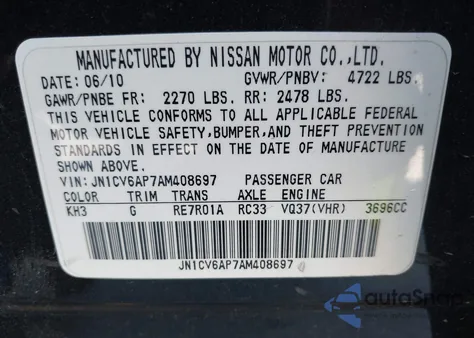 MANUFACTURED BY NISSAN MOTOR CO.,LTD.
DATE: 06/10 GVWR/PNBV: 4722 LBS.
GAWR/PNBE FR: 2270 LBS. RR: 2478 LBS.
THIS VEHICLE CONFORMS TO ALL APPLICABLE FEDERAL
MOTOR VEHICLE SAFETY,BUMPER,AND THEFT PREVENTION
STANDARDS IN EFFECT ON THE DATE OF MANUFACTURE
SHOWN ABOVE.
VIN: JN1CV6AP7AM408697 PASSENGER CAR
COLOR TRIM TRANS AXLE ENGINE
KH3 G RE7R01A RC33 VQ37(VHR) 3696CC
JN1CV6AP7AM408697
autoSnap